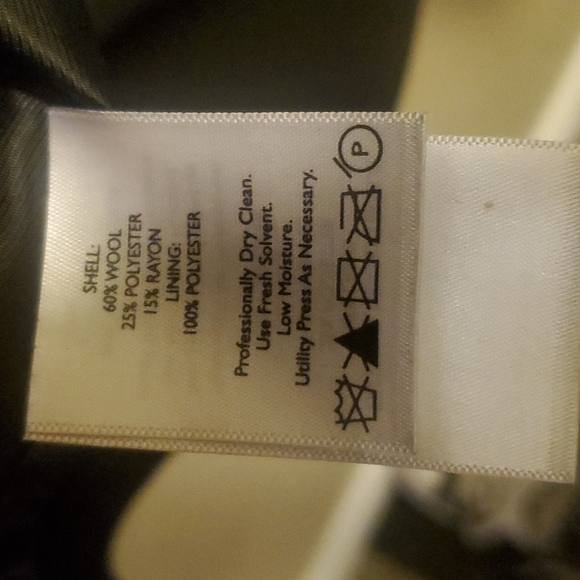 SHELL:
60% WOOL
25% POLYESTER
15% RAYON
LINING:
100% POLYESTER
Professionally Dry Clean.
Use Fresh Solvent.
Low Moisture.
Utility Press As Necessary.
P